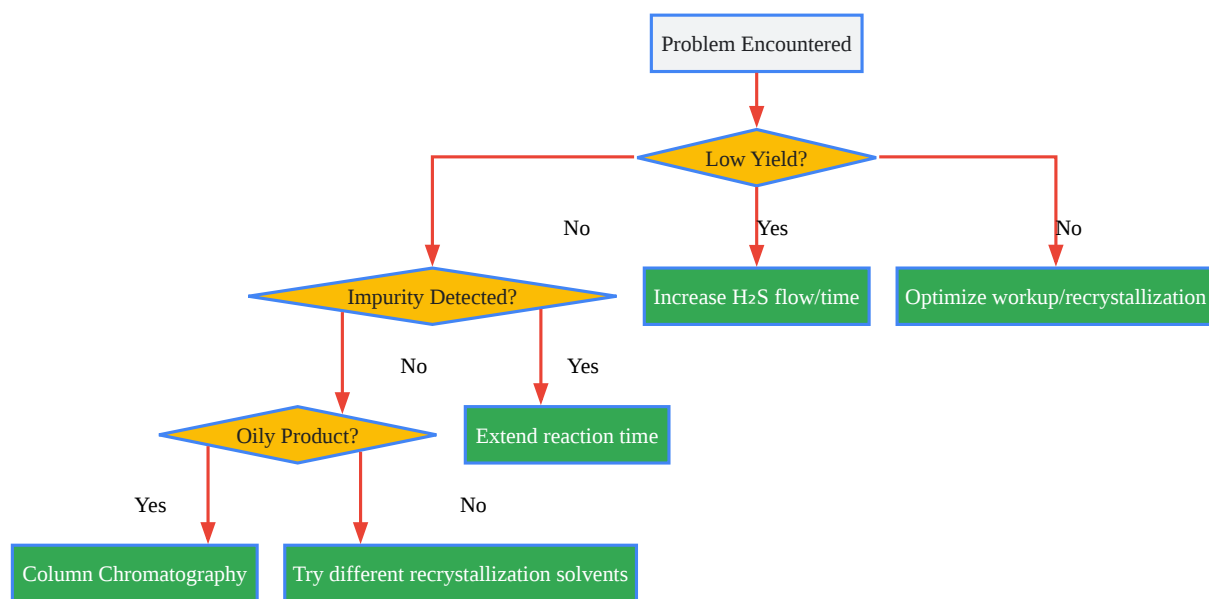 Problem Encountered
Low Yield?
No
Yes
No
Impurity Detected?
Increase H₂S flow/time
Optimize workup/recrystallization
No
Yes
Oily Product?
Extend reaction time
Yes
No
Column Chromatography
Try different recrystallization solvents